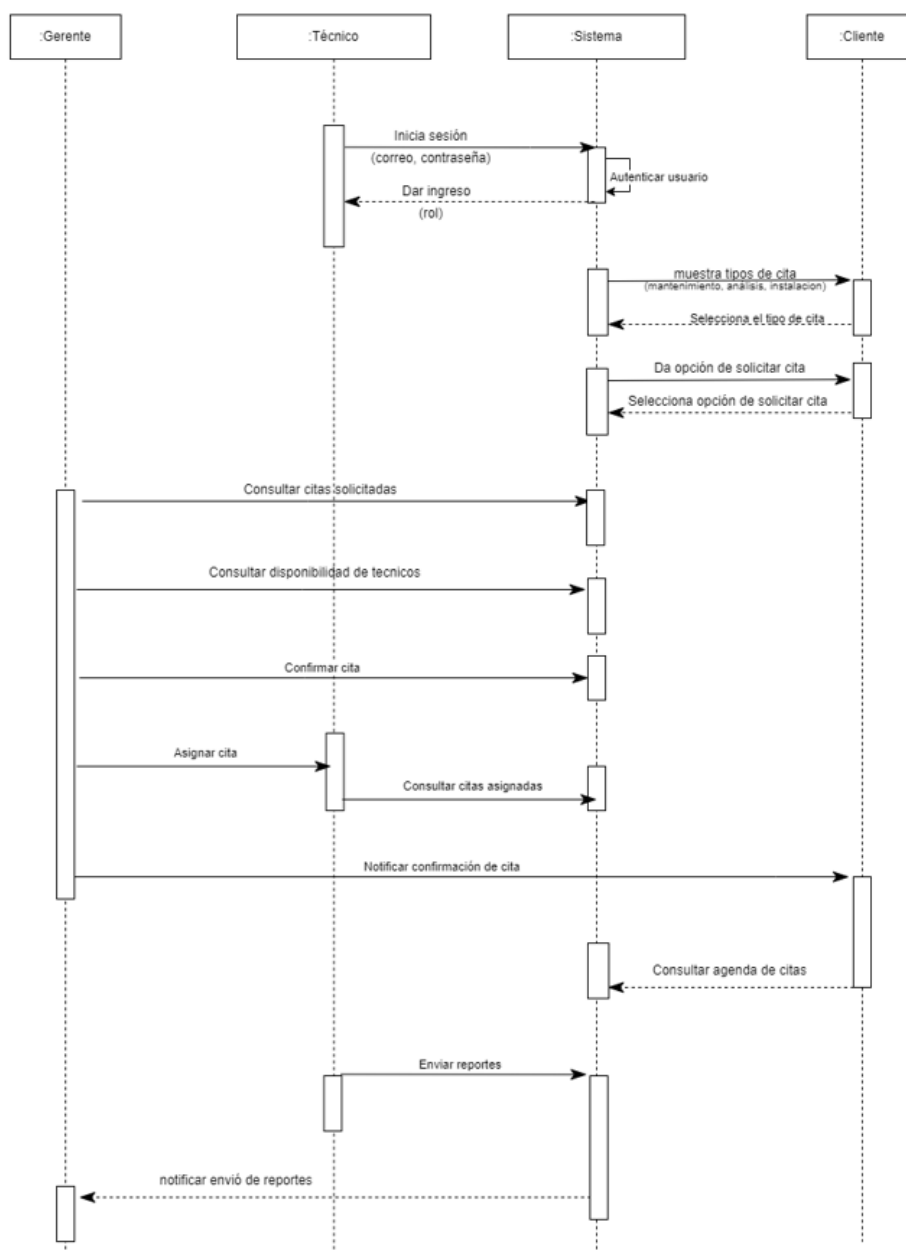 :Gerente
:Técnico
:Sistema
:Cliente
Inicia sesión
(correo, contraseña)
Autenticar usuario
Dar ingreso
(rol)
muestra tipos de cita
(mantenimiento, análisis, instalacion)
Selecciona el tipo de cita
Da opción de solicitar cita
Selecciona opción de solicitar cita
Consultar citas solicitadas
Consultar disponibilidad de tecnicos
Confirmar cita
Asignar cita
Consultar citas asignadas
Notificar confirmación de cita
Consultar agenda de citas
Enviar reportes
notificar envió de reportes